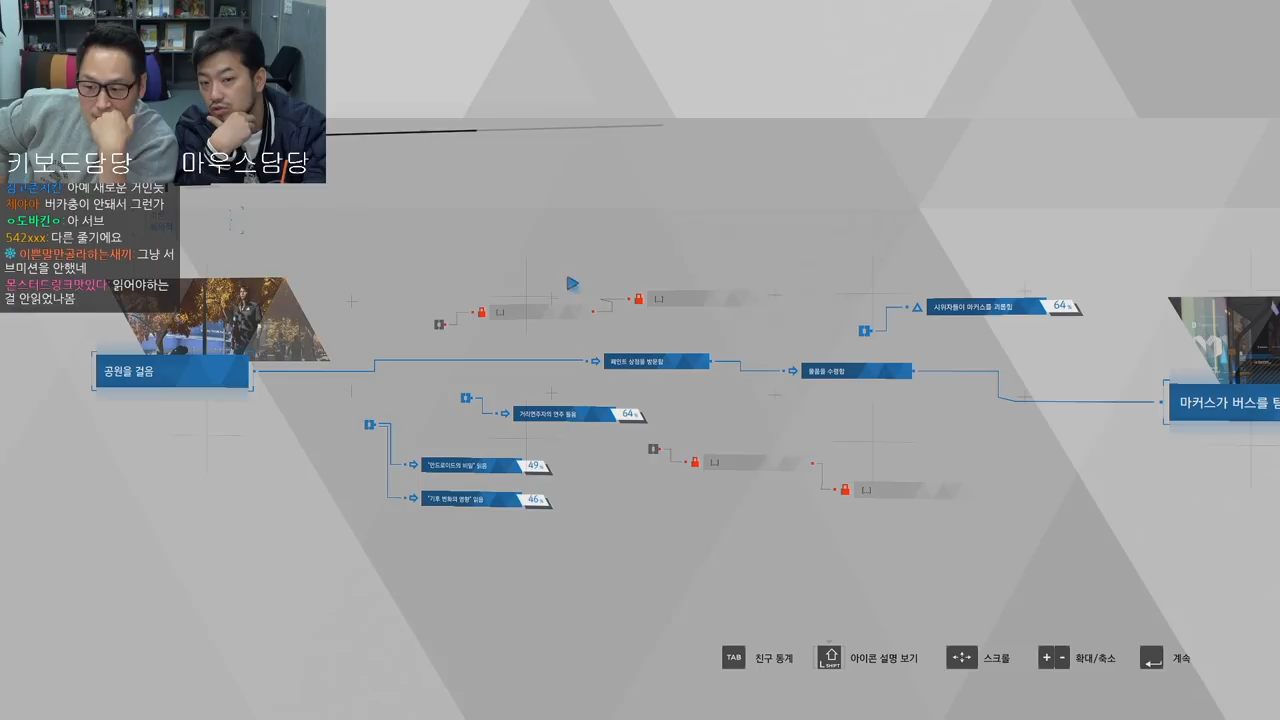 키보드담당
마우스담당
아예 새로운 거인듯
제이아: 버카충이 안돼서 그런가
ㅇ도바킨ㅇ: 아 서브
542xxx: 다른 줄기에요
이쁜말만골라하는새끼: 그냥 서
브미션을 안했네
몬스터드링크맛있다: 읽어야하는
걸 안읽었나봄
[...]
[...]
시위자들이 마커스를 괴롭힘 64%
공원을 걸음
페인트 상점을 방문함
물품을 수령함
마커스가 버스를 탐
거리연주자의 연주 들음 64%
"안드로이드의 비밀" 읽음 49%
[...]
[...]
"기후 변화의 영향" 읽음 46%
TAB 친구 통계
L SHIFT 아이콘 설명 보기
스크롤
+ - 확대/축소
계속